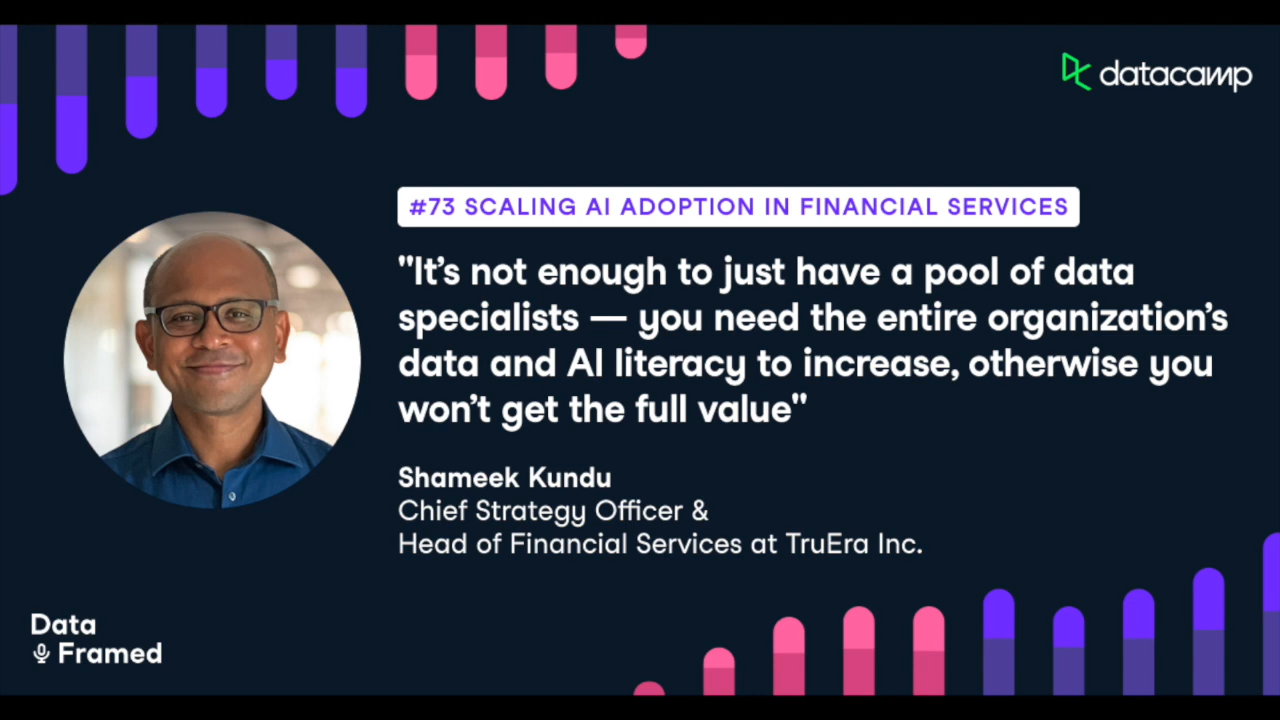 datacamp
#73 SCALING AI ADOPTION IN FINANCIAL SERVICES
"It’s not enough to just have a pool of data
specialists — you need the entire organization’s
data and AI literacy to increase, otherwise you
won’t get the full value"
Shameek Kundu
Chief Strategy Officer &
Head of Financial Services at TruEra Inc.
Data
Framed